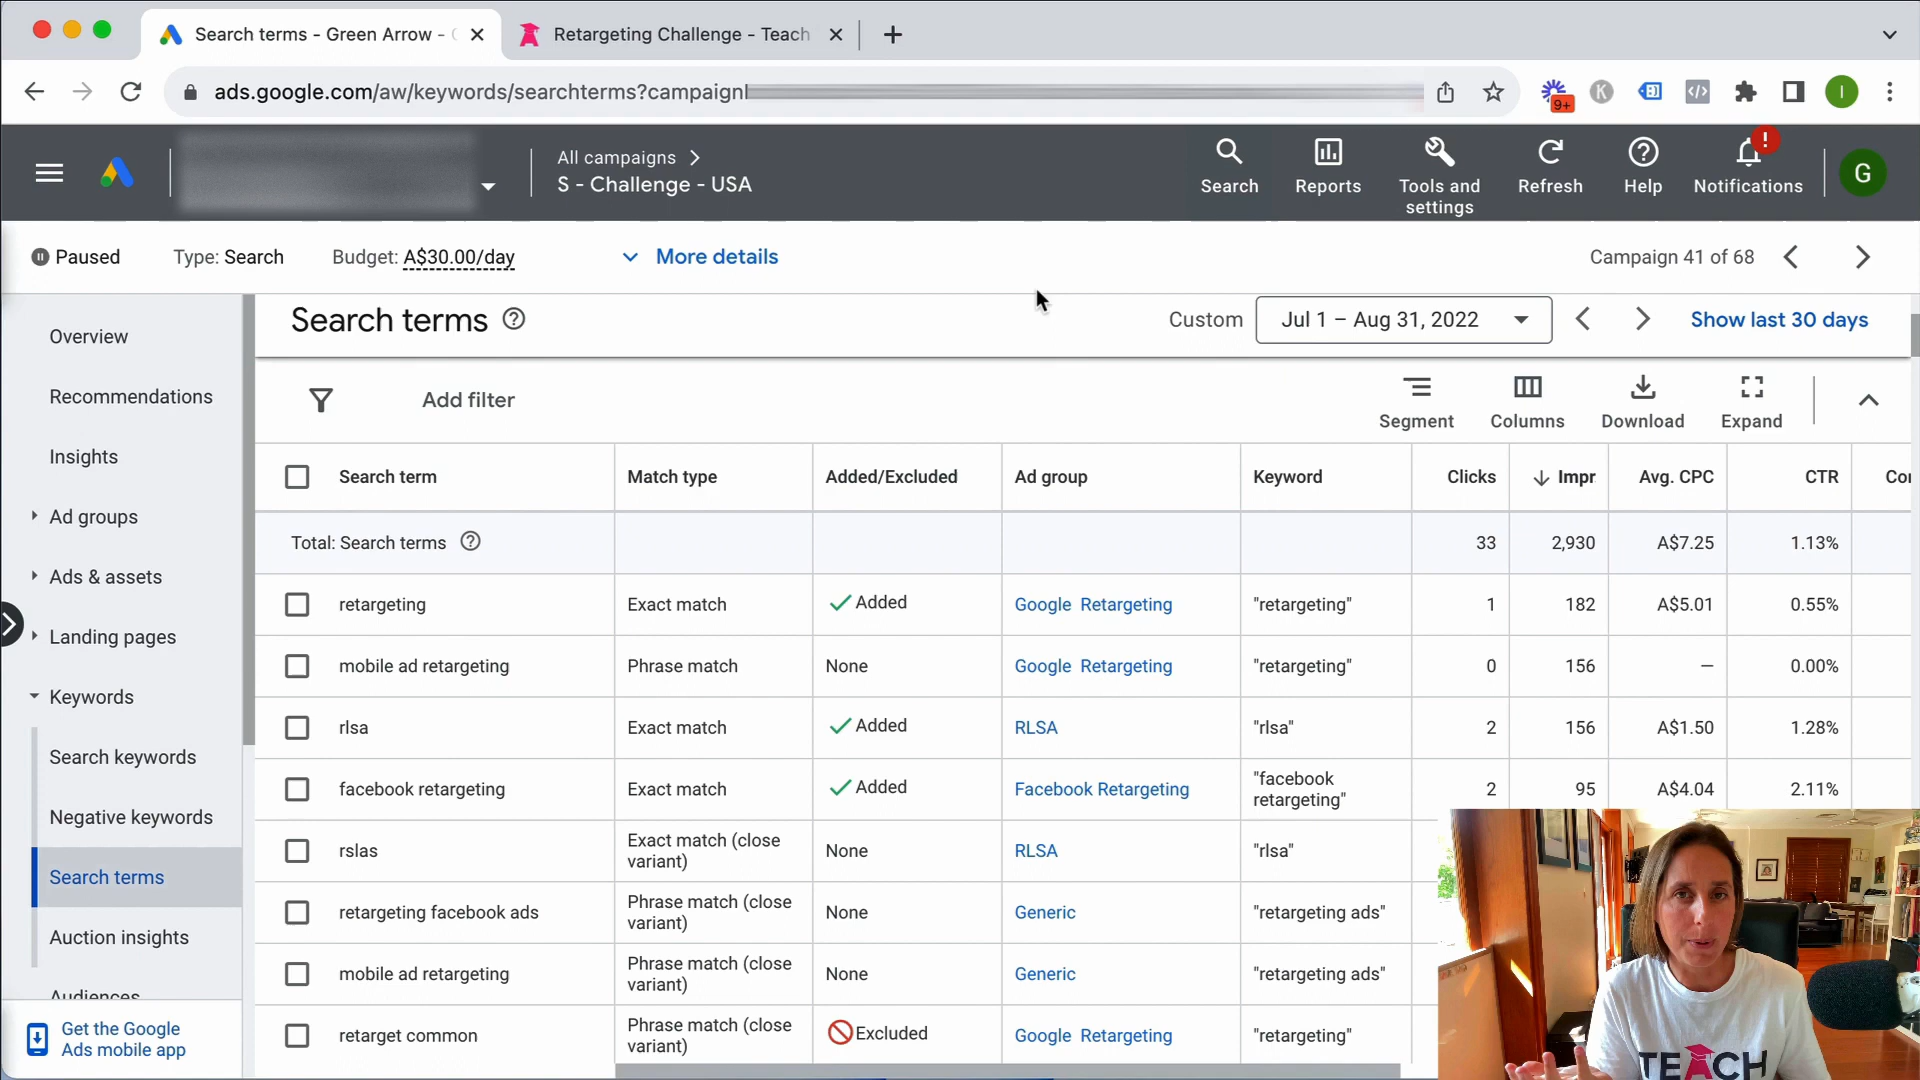 Search terms - Green Arrow -
Retargeting Challenge - Teach
ads.google.com/aw/keywords/searchterms?campaignI
9+
K
I
All campaigns
S - Challenge - USA
Search
Reports
Tools and
settings
Refresh
Help
!
Notifications
G
Paused
Type: Search
Budget: A$30.00/day
More details
Campaign 41 of 68
Overview
Recommendations
Insights
Ad groups
Ads & assets
Landing pages
Keywords
Search keywords
Negative keywords
Search terms
Auction insights
Audiences
Get the Google
Ads mobile app
Search terms
Custom
Jul 1 – Aug 31, 2022
Show last 30 days
Add filter
Segment
Columns
Download
Expand
Search term Match type Added/Excluded Ad group Keyword Clicks Impr Avg. CPC CTR Con
Total: Search terms 33 2,930 A$7.25 1.13%
retargeting Exact match Added Google Retargeting "retargeting" 1 182 A$5.01 0.55%
mobile ad retargeting Phrase match None Google Retargeting "retargeting" 0 156 — 0.00%
rlsa Exact match Added RLSA "rlsa" 2 156 A$1.50 1.28%
facebook retargeting Exact match Added Facebook Retargeting "facebook
retargeting" 2 95 A$4.04 2.11%
rslas Exact match (close
variant) None RLSA "rlsa"
retargeting facebook ads Phrase match (close
variant) None Generic "retargeting ads"
mobile ad retargeting Phrase match (close
variant) None Generic "retargeting ads"
retarget common Phrase match (close
variant) Excluded Google Retargeting "retargeting"
TEACH